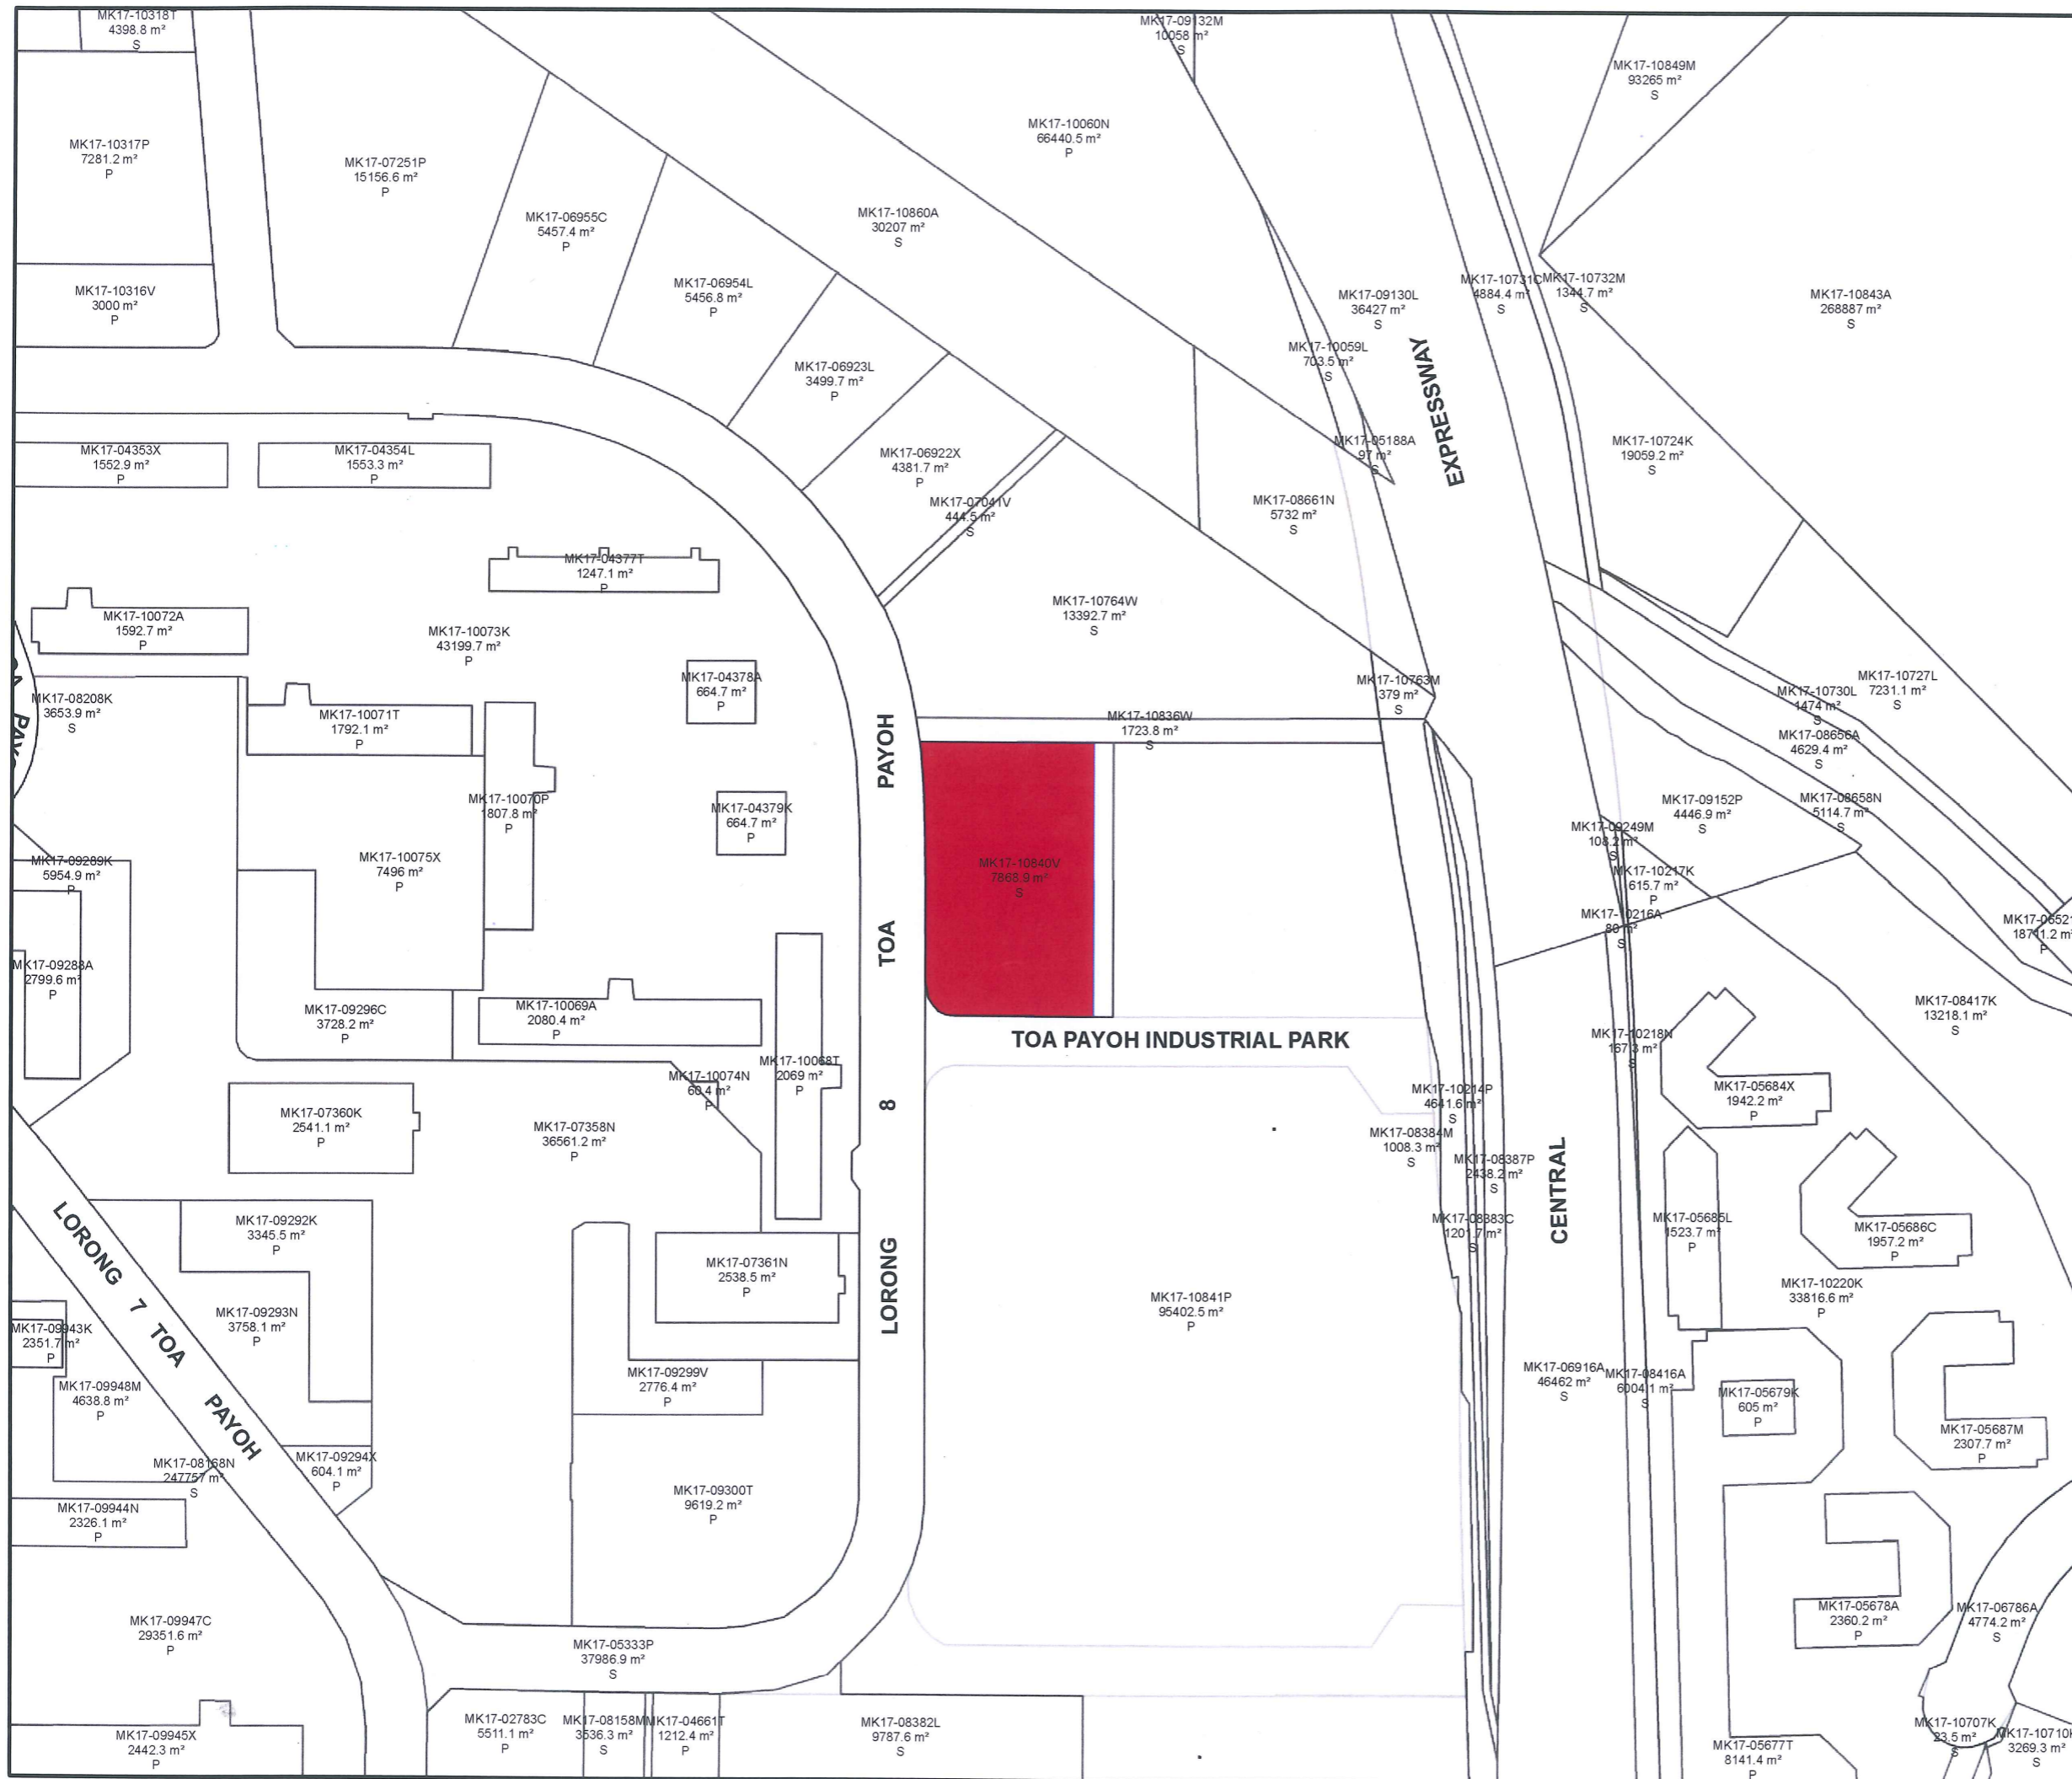 MK17-10318T
4398.8 m²
S
MK17-09132M
10058 m²
S
MK17-10849M
93265 m²
S
MK17-10317P
7281.2 m²
P
MK17-07251P
15156.6 m²
P
MK17-10060N
66440.5 m²
P
MK17-06955C
5457.4 m²
P
MK17-10860A
30207 m²
S
MK17-10316V
3000 m²
P
MK17-06954L
5456.8 m²
P
MK17-09130L
36427 m²
S
MK17-10731C
4884.4 m²
S
MK17-10732M
1344.7 m²
S
MK17-10843A
268887 m²
S
MK17-06923L
3499.7 m²
P
MK17-10059L
703.5 m²
S
EXPRESSWAY
MK17-04353X
1552.9 m²
P
MK17-04354L
1553.3 m²
P
MK17-06922X
4381.7 m²
P
MK17-05188A
97 m²
S
MK17-10724K
19059.2 m²
S
MK17-07041V
444.5 m²
S
MK17-08661N
5732 m²
S
MK17-04377T
1247.1 m²
P
MK17-10072A
1592.7 m²
P
MK17-10073K
43199.7 m²
P
MK17-10764W
13392.7 m²
S
MK17-08208K
3653.9 m²
S
MK17-04378A
664.7 m²
P
MK17-10763M
379 m²
S
MK17-10727L
7231.1 m²
S
MK17-10730L
1474 m²
S
MK17-10071T
1792.1 m²
P
MK17-10836W
1723.8 m²
S
MK17-08656A
4629.4 m²
S
MK17-10070P
1807.8 m²
P
MK17-04379K
664.7 m²
P
MK17-09152P
4446.9 m²
S
MK17-08658N
5114.7 m²
S
MK17-09249M
108.2 m²
S
MK17-09289K
5954.9 m²
P
MK17-10075X
7496 m²
P
MK17-10840V
7868.9 m²
S
MK17-10217K
615.7 m²
P
MK17-10216A
80 m²
S
18711.2 m²
P
MK17-09288A
2799.6 m²
P
MK17-09296C
3728.2 m²
P
MK17-10069A
2080.4 m²
P
MK17-08417K
13218.1 m²
S
TOA PAYOH INDUSTRIAL PARK
MK17-10218N
167.3 m²
S
MK17-10068T
2069 m²
P
MK17-10074N
60.4 m²
P
MK17-10214P
4641.6 m²
S
MK17-05684X
1942.2 m²
P
MK17-07360K
2541.1 m²
P
MK17-07358N
36561.2 m²
P
MK17-08384M
1008.3 m²
S
MK17-08387P
2438.2 m²
S
LORONG 8 TOA PAYOH
CENTRAL
MK17-09292K
3345.5 m²
P
MK17-08383C
1201.7 m²
S
MK17-05685L
1523.7 m²
P
MK17-05686C
1957.2 m²
P
LORONG 7 TOA PAYOH
MK17-07361N
2538.5 m²
P
MK17-10841P
95402.5 m²
P
MK17-10220K
33816.6 m²
P
MK17-09943K
2351.7 m²
P
MK17-09293N
3758.1 m²
P
MK17-09948M
4638.8 m²
P
MK17-09299V
2776.4 m²
P
MK17-06916A
46462 m²
S
MK17-08416A
6004.1 m²
S
MK17-05679K
605 m²
P
MK17-05687M
2307.7 m²
P
MK17-08168N
247757 m²
S
MK17-09294X
604.1 m²
P
MK17-09944N
2326.1 m²
P
MK17-09300T
9619.2 m²
P
MK17-09947C
29351.6 m²
P
MK17-05333P
37986.9 m²
S
MK17-05678A
2360.2 m²
P
MK17-06786A
4774.2 m²
S
MK17-09945X
2442.3 m²
P
MK17-02783C
5511.1 m²
P
MK17-08158M
3536.3 m²
S
MK17-04661T
1212.4 m²
P
MK17-08382L
9787.6 m²
S
MK17-05677T
8141.4 m²
P
MK17-10707K
23.5 m²
S
3269.3 m²
S